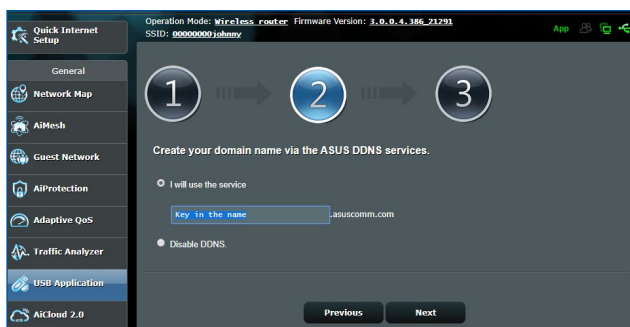 Quick Internet
Setup
Operation Mode: Wireless router Firmware Version: 3.0.0.4.386_21291
SSID: 00000000johnny
App
General
Network Map
AiMesh
Guest Network
AiProtection
Adaptive QoS
Traffic Analyzer
USB Application
AiCloud 2.0
1
2
3
Create your domain name via the ASUS DDNS services.
I will use the service
Key in the name .asuscomm.com
Disable DDNS.
Previous Next